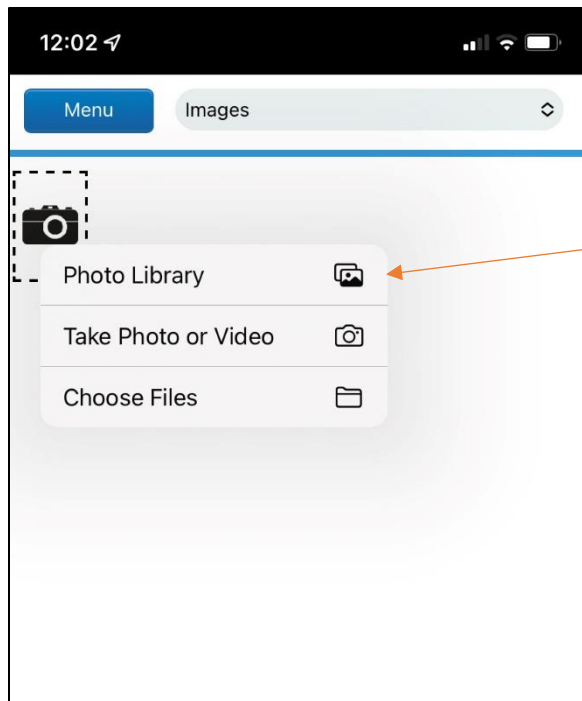 12:02
Menu Images
Photo Library
Take Photo or Video
Choose Files